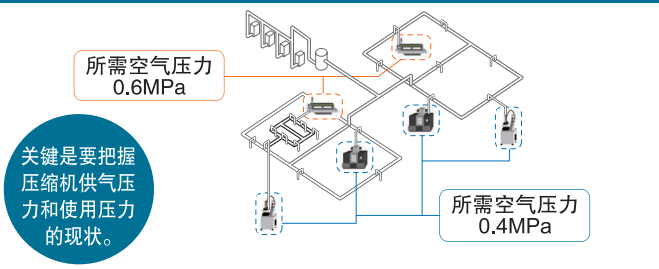 所需空气压力
0.6MPa
关键是要把握
压缩机供气压
力和使用压力
的现状。
所需空气压力
0.4MPa